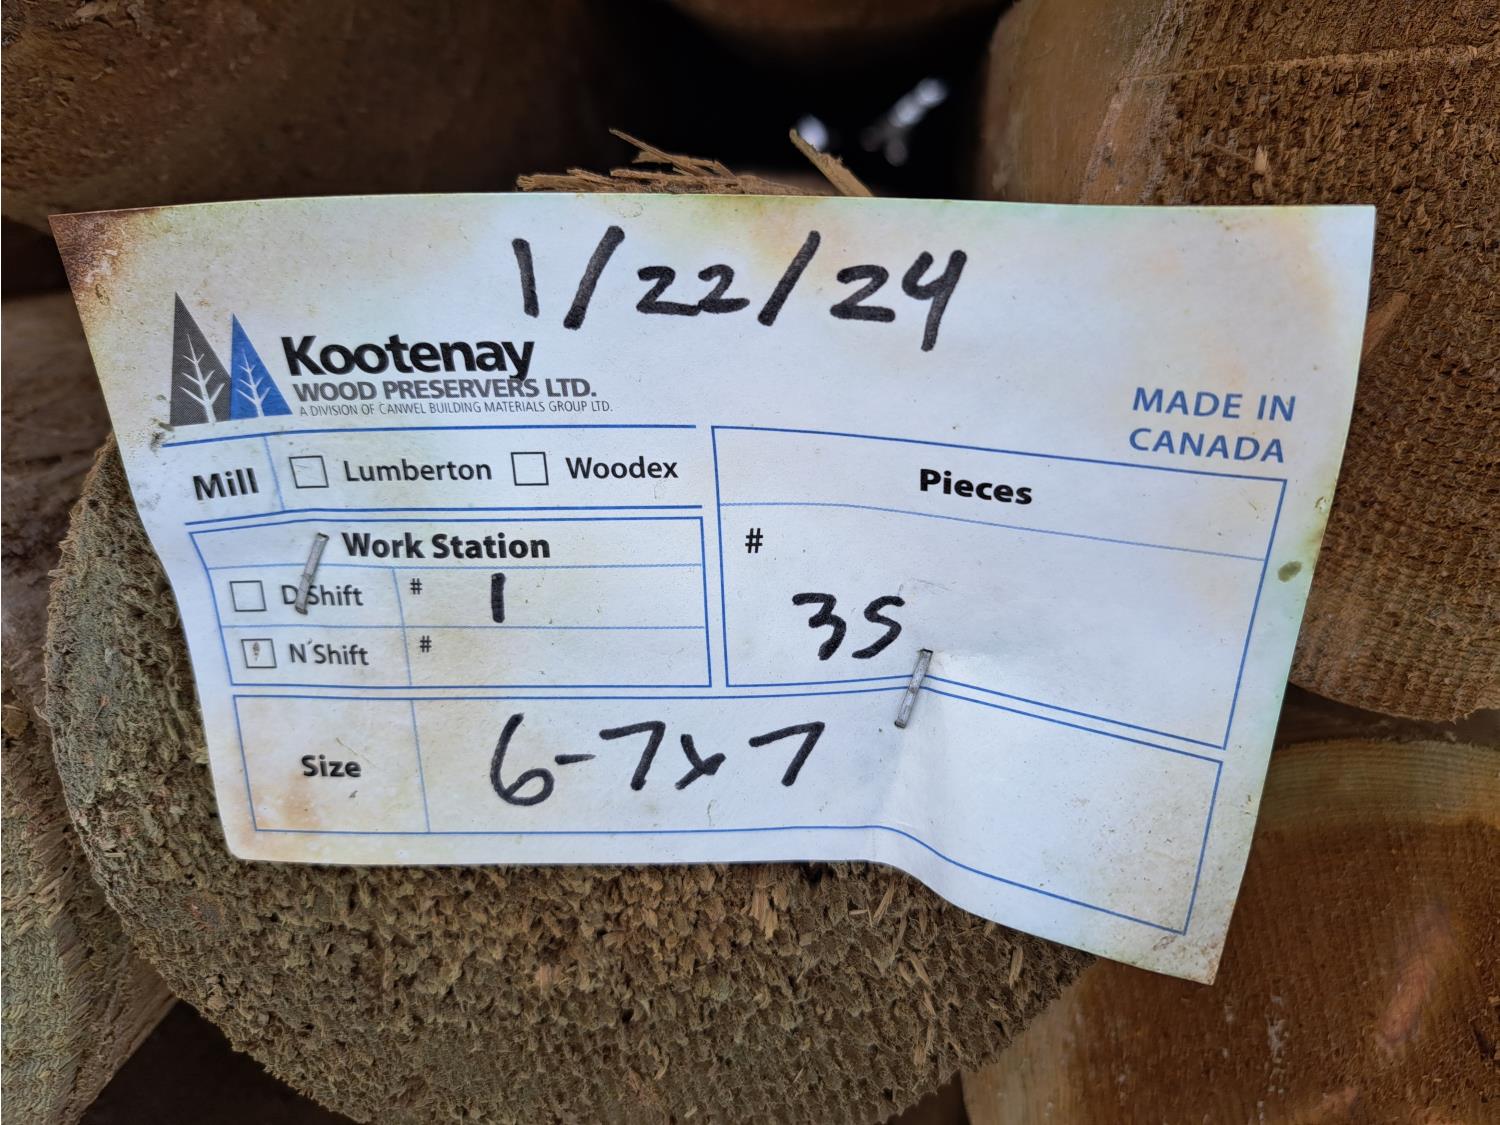 1/22/24
Kootenay
WOOD PRESERVERS LTD.
A DIVISION OF CANWEL BUILDING MATERIALS GROUP LTD.
MADE IN
CANADA
Mill Lumberton Woodex
Pieces
# 35
Work Station
D Shift # 1
N Shift #
Size 6-7x7